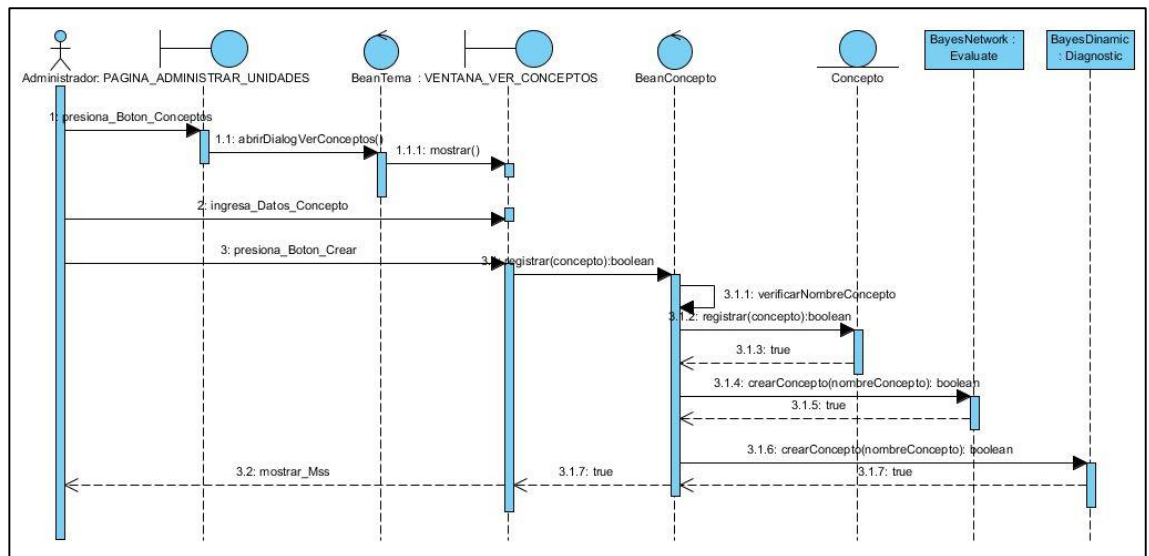 BayesNetwork :
Evaluate
BayesDinamic
: Diagnostic
Administrador
: PAGINA_ADMINISTRAR_UNIDADES
BeanTema
: VENTANA_VER_CONCEPTOS
BeanConcepto
Concepto
1: presiona_Boton_Conceptos
1.1: abrirDialogVerConceptos()
1.1.1: mostrar()
2: ingresa_Datos_Concepto
3: presiona_Boton_Crear
3.1: registrar(concepto):boolean
3.1.1: verificarNombreConcepto
3.1.2: registrar(concepto):boolean
3.1.3: true
3.1.4: crearConcepto(nombreConcepto): boolean
3.1.5: true
3.1.6: crearConcepto(nombreConcepto): boolean
3.2: mostrar_Mss
3.1.7: true
3.1.7: true